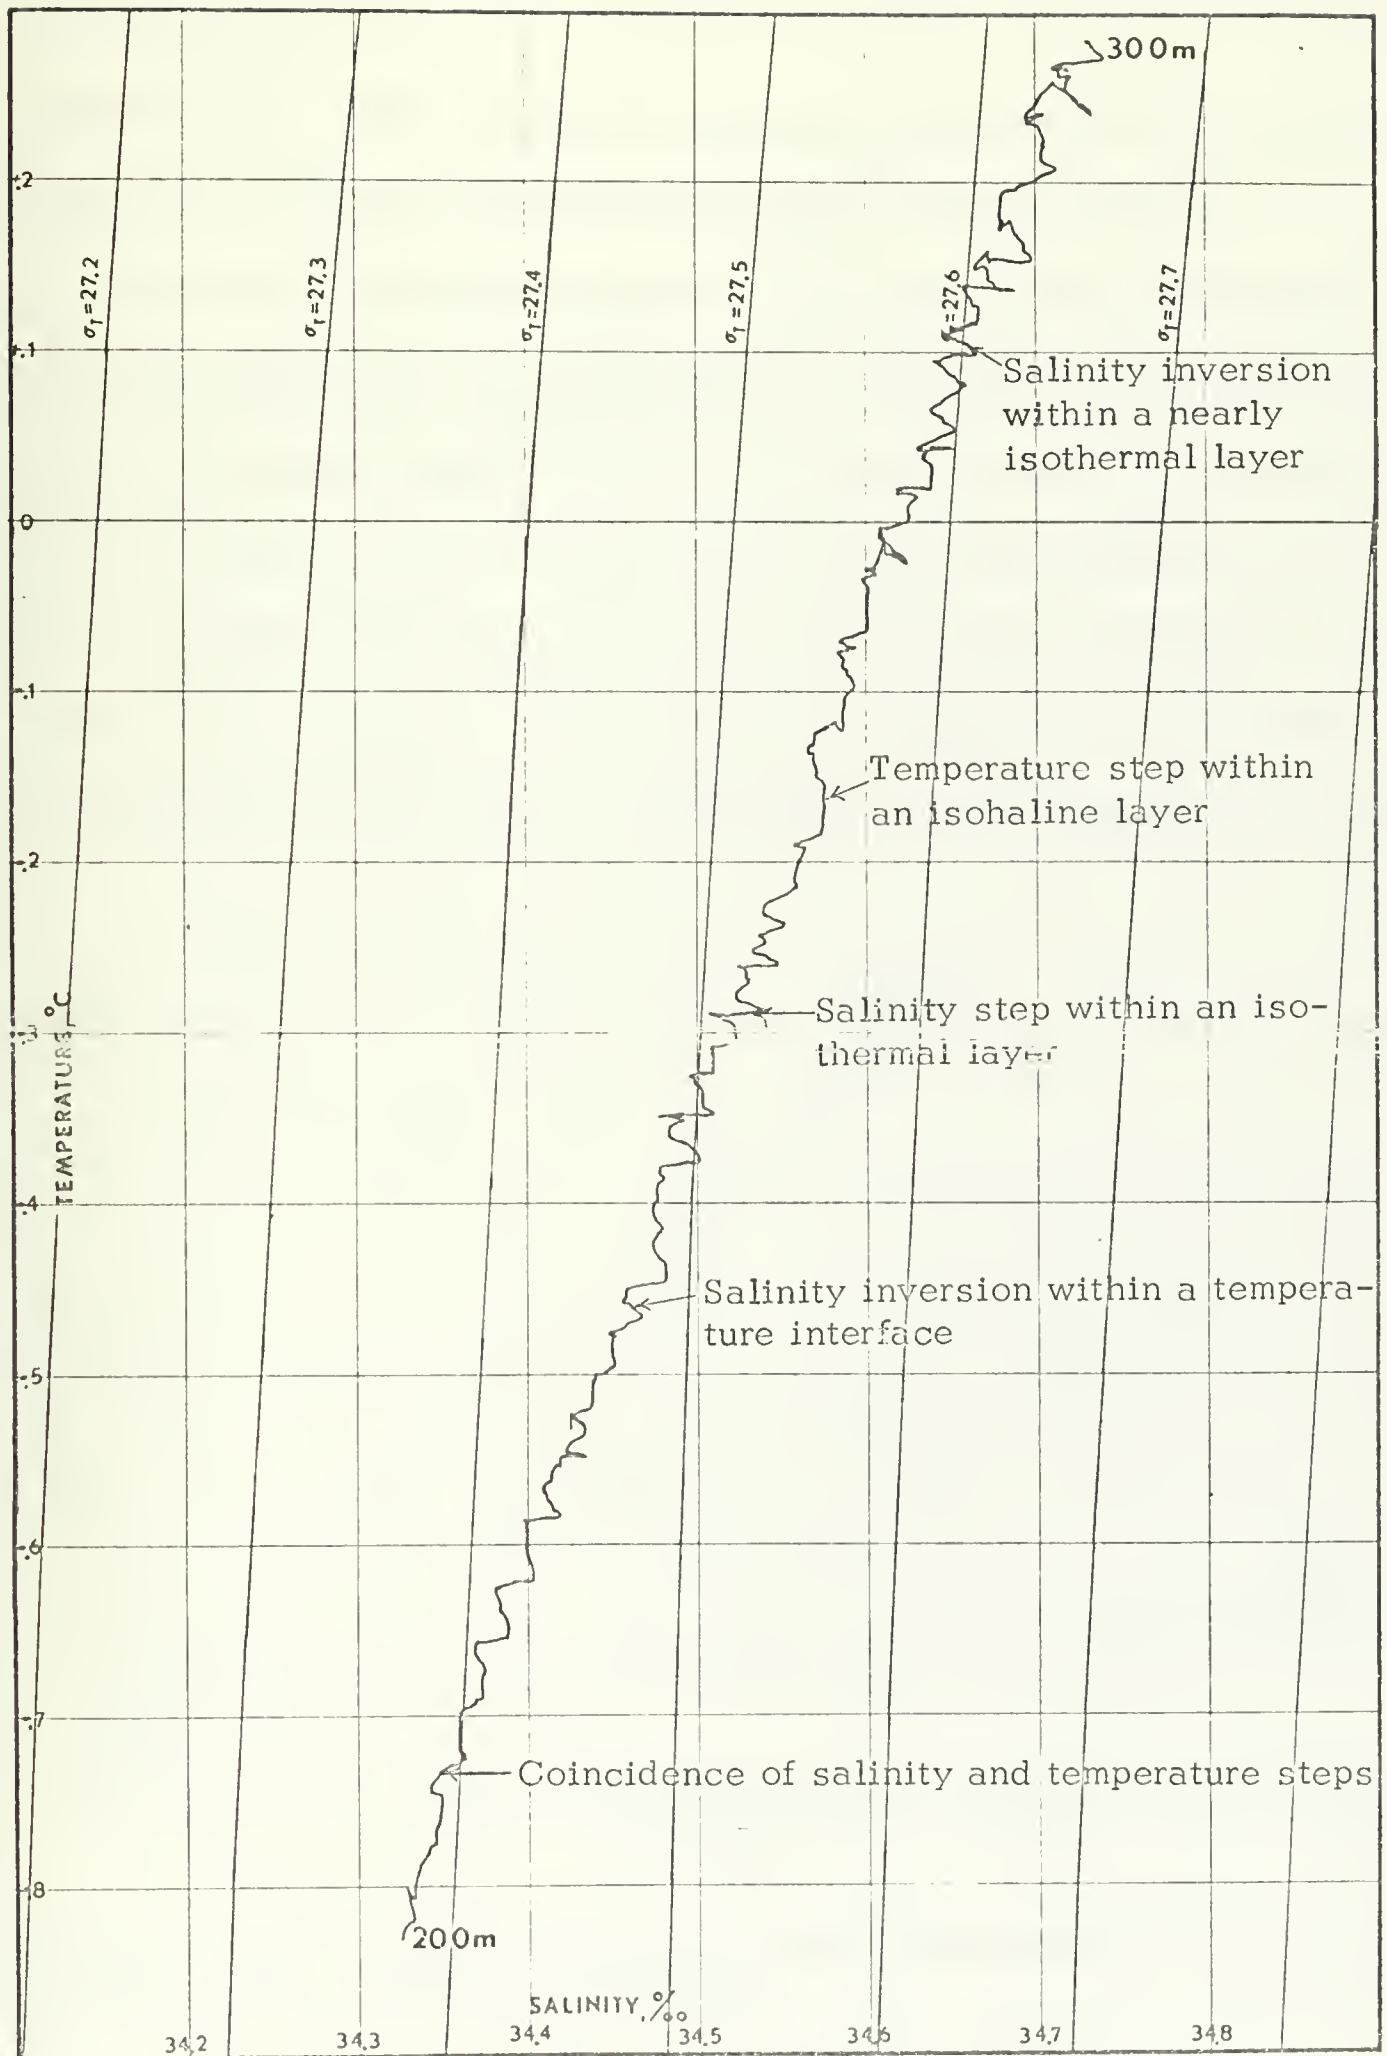 300m
.2
σT=27.2
σT=27.3
σT=27.4
σT=27.5
=27.6
σT=27.7
.1
Salinity inversion
within a nearly
isothermal layer
0
-.1
Temperature step within
an isohaline layer
-.2
Salinity step within an iso-
thermal layer
-.3
TEMPERATURE, °C
-.4
Salinity inversion within a tempera-
ture interface
-.5
-.6
-.7
Coincidence of salinity and temperature steps
-.8
200m
SALINITY, ‰
34.2 34.3 34.4 34.5 34.6 34.7 34.8